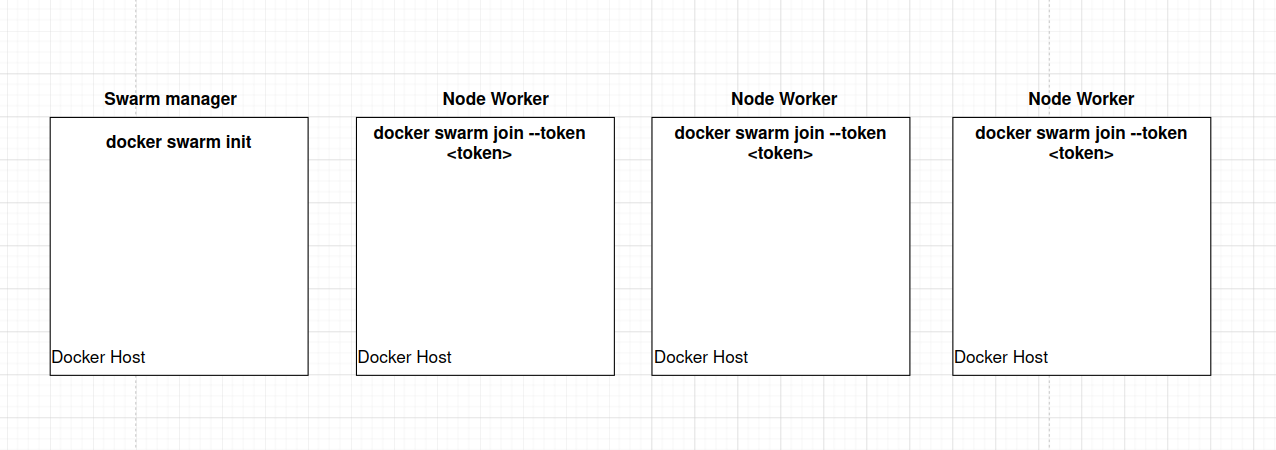 Swarm manager
Node Worker
Node Worker
Node Worker
docker swarm init
docker swarm join --token
<token>
docker swarm join --token
<token>
docker swarm join --token
<token>
Docker Host
Docker Host
Docker Host
Docker Host